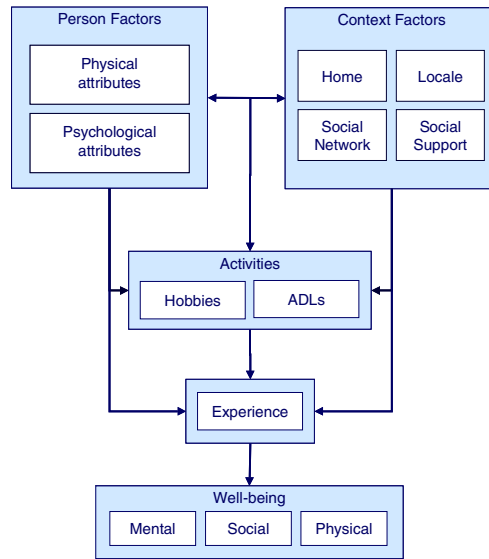 Person Factors
Physical
attributes
Psychological
attributes
Context Factors
Home
Locale
Social
Network
Social
Support
Activities
Hobbies
ADLs
Experience
Well-being
Mental
Social
Physical